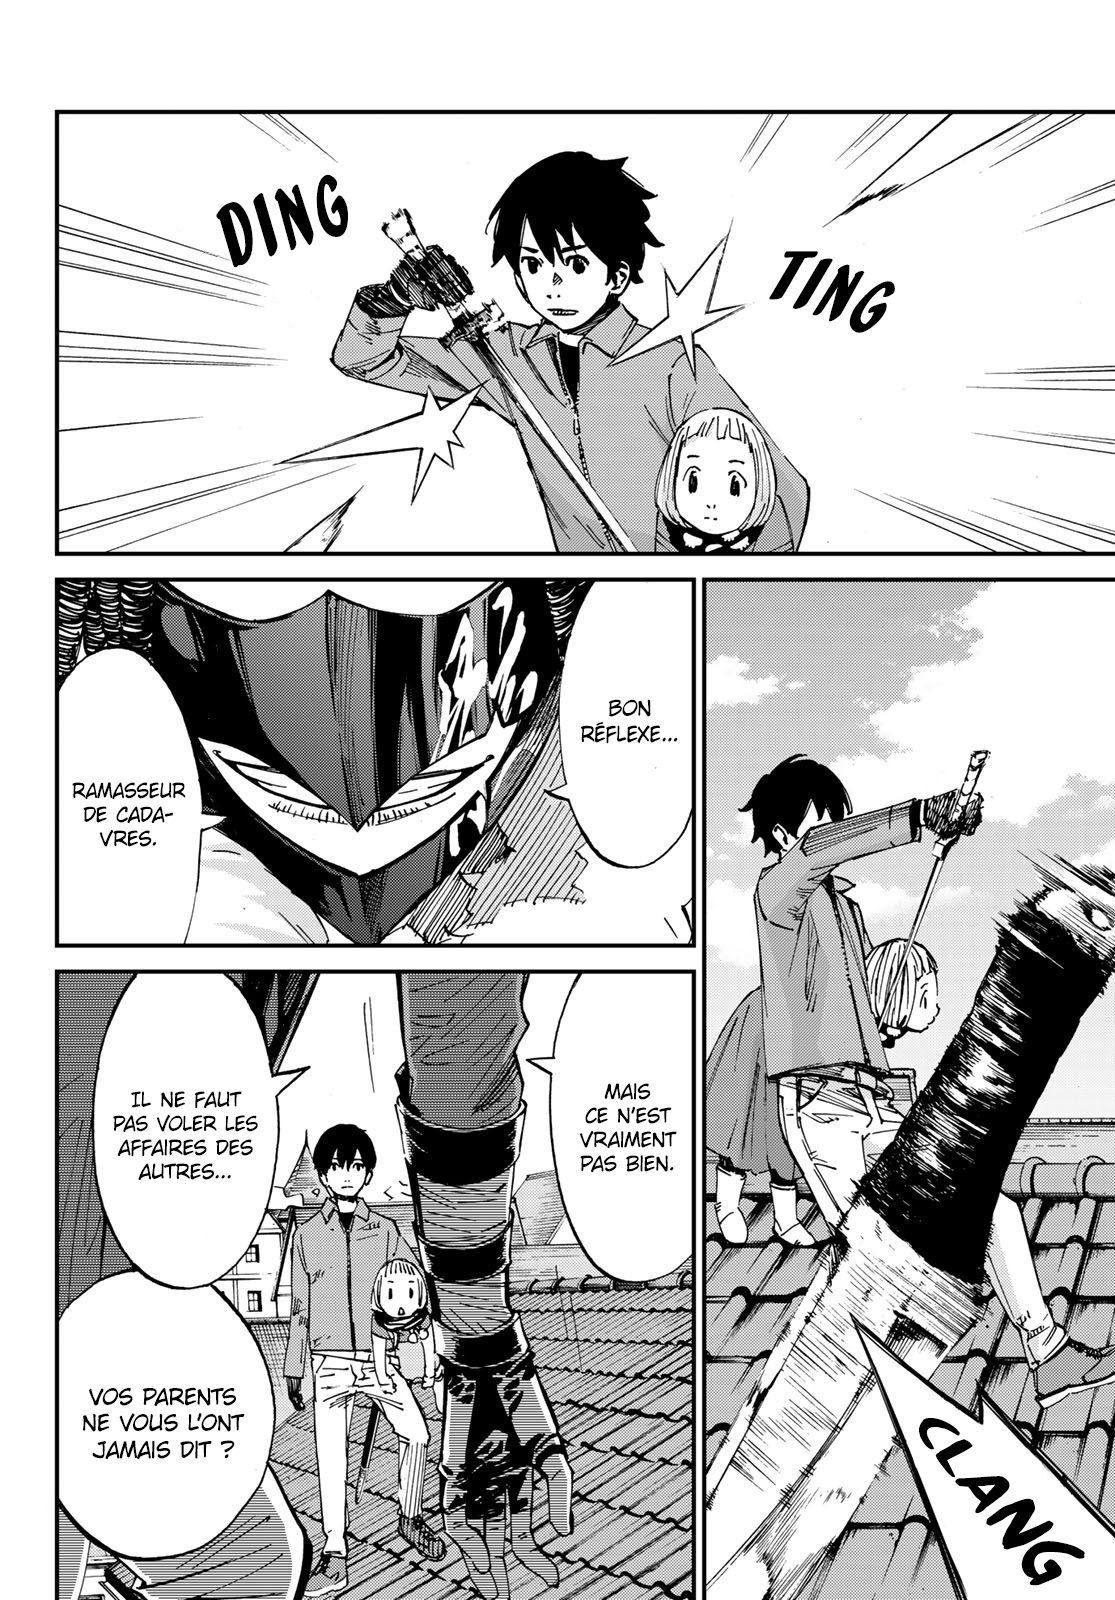 DING
TING
CLANG
BON
RÉFLEXE...
RAMASSEUR
DE CADA-
VRES.
MAIS
CE N'EST
VRAIMENT
PAS BIEN.
IL NE FAUT
PAS VOLER LES
AFFAIRES DES
AUTRES...
VOS PARENTS
NE VOUS L'ONT
JAMAIS DIT ?